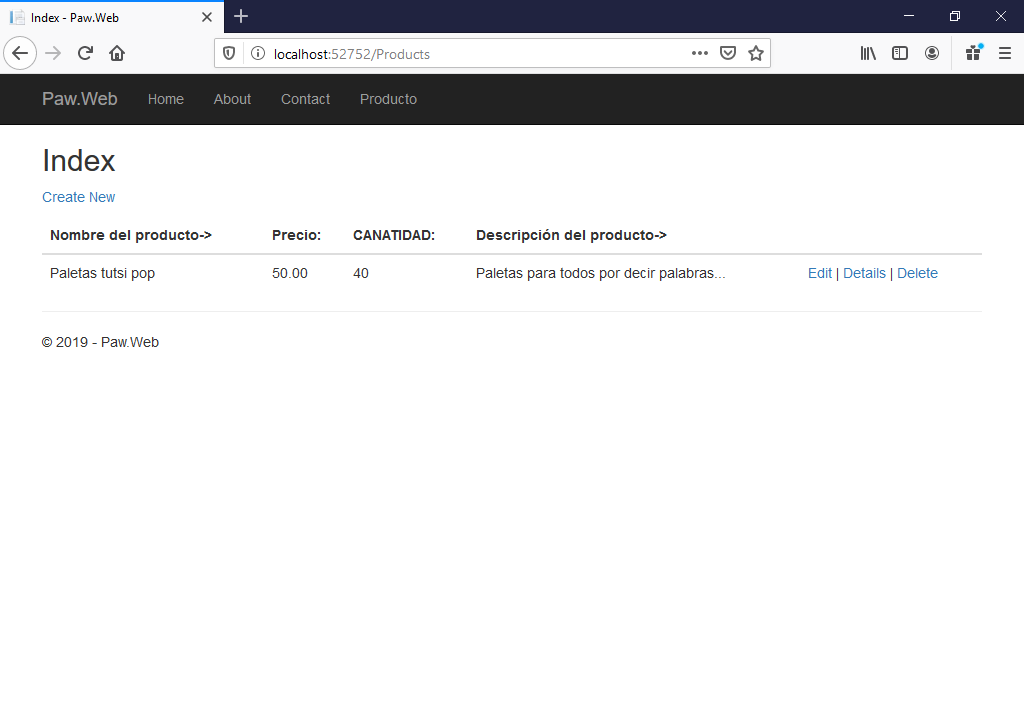 Index - Paw.Web
localhost:52752/Products
Paw.Web Home About Contact Producto
Index
Create New
Nombre del producto-> Precio: CANATIDAD: Descripción del producto->
Paletas tutsi pop 50.00 40 Paletas para todos por decir palabras... Edit | Details | Delete
© 2019 - Paw.Web